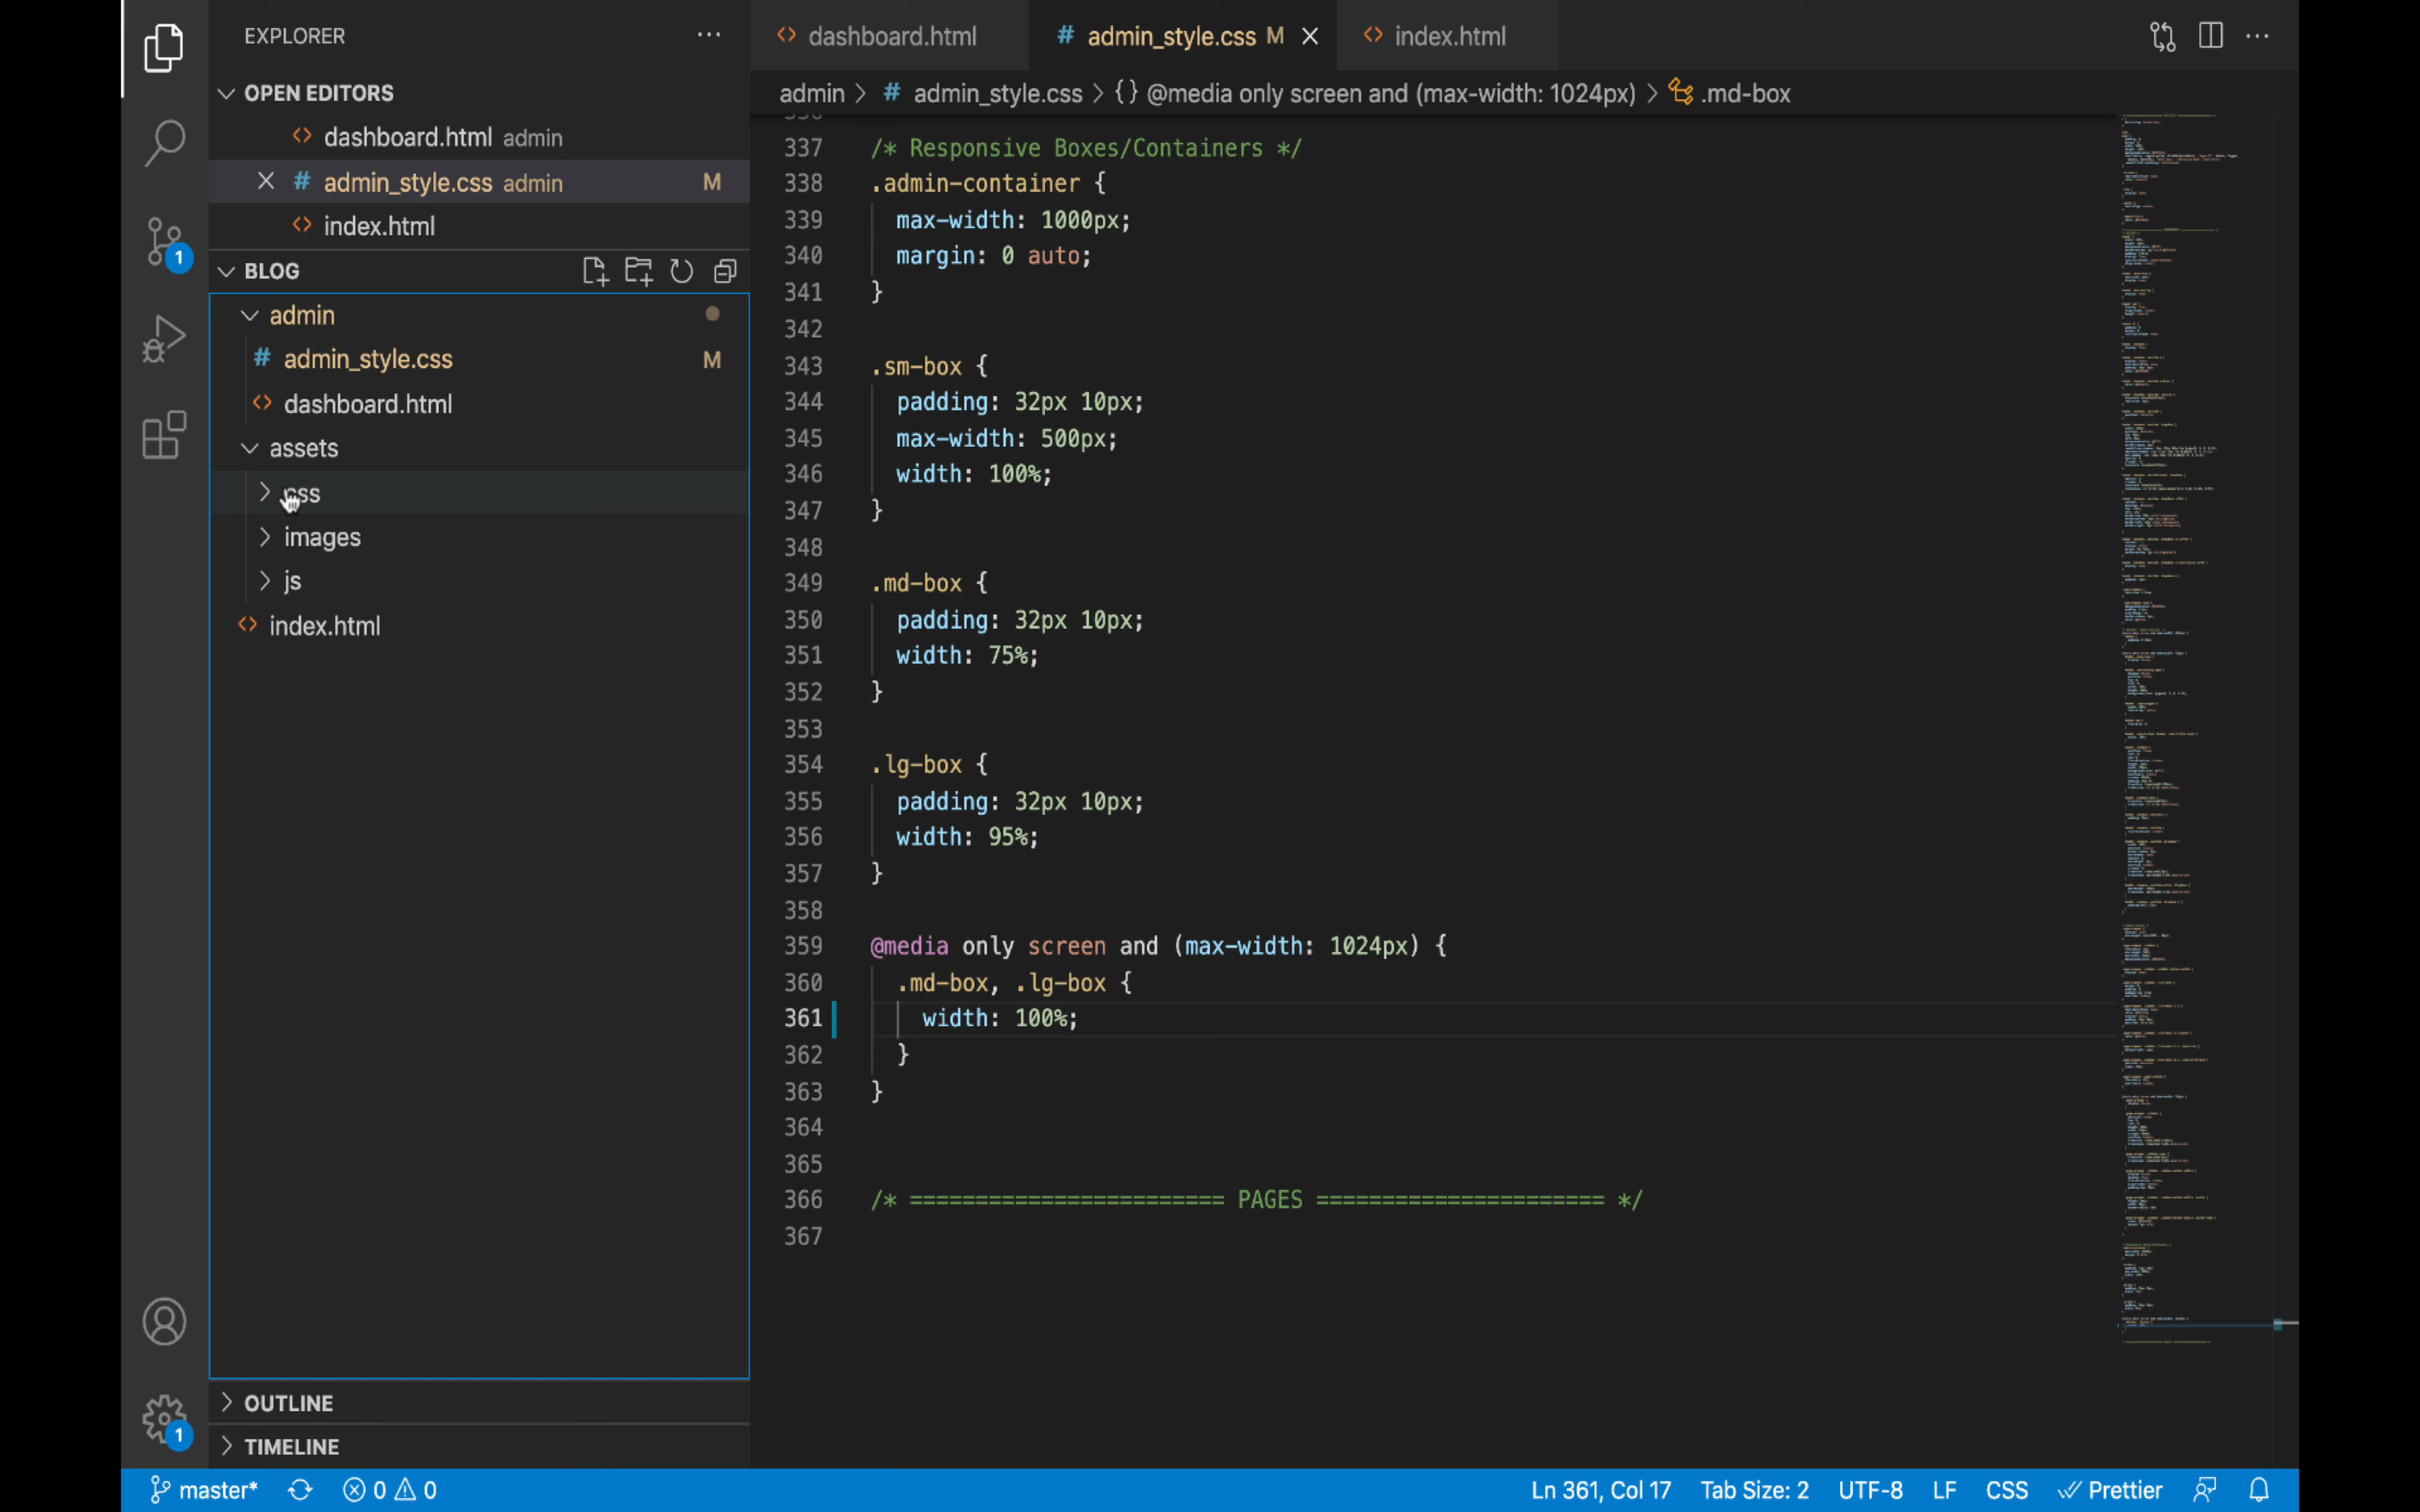 EXPLORER
OPEN EDITORS
dashboard.html admin
admin_style.css admin M
index.html
BLOG
admin
admin_style.css M
dashboard.html
assets
css
images
js
index.html
OUTLINE
TIMELINE
1
1
dashboard.html
admin_style.css M
index.html
admin > # admin_style.css > {} @media only screen and (max-width: 1024px) > .md-box
337 /* Responsive Boxes/Containers */
338 .admin-container {
339 max-width: 1000px;
340 margin: 0 auto;
341 }
342
343 .sm-box {
344 padding: 32px 10px;
345 max-width: 500px;
346 width: 100%;
347 }
348
349 .md-box {
350 padding: 32px 10px;
351 width: 75%;
352 }
353
354 .lg-box {
355 padding: 32px 10px;
356 width: 95%;
357 }
358
359 @media only screen and (max-width: 1024px) {
360 .md-box, .lg-box {
361 width: 100%;
362 }
363 }
364
365
366 /* ======================== PAGES ====================== */
367
master* 0 0 Ln 361, Col 17 Tab Size: 2 UTF-8 LF CSS Prettier